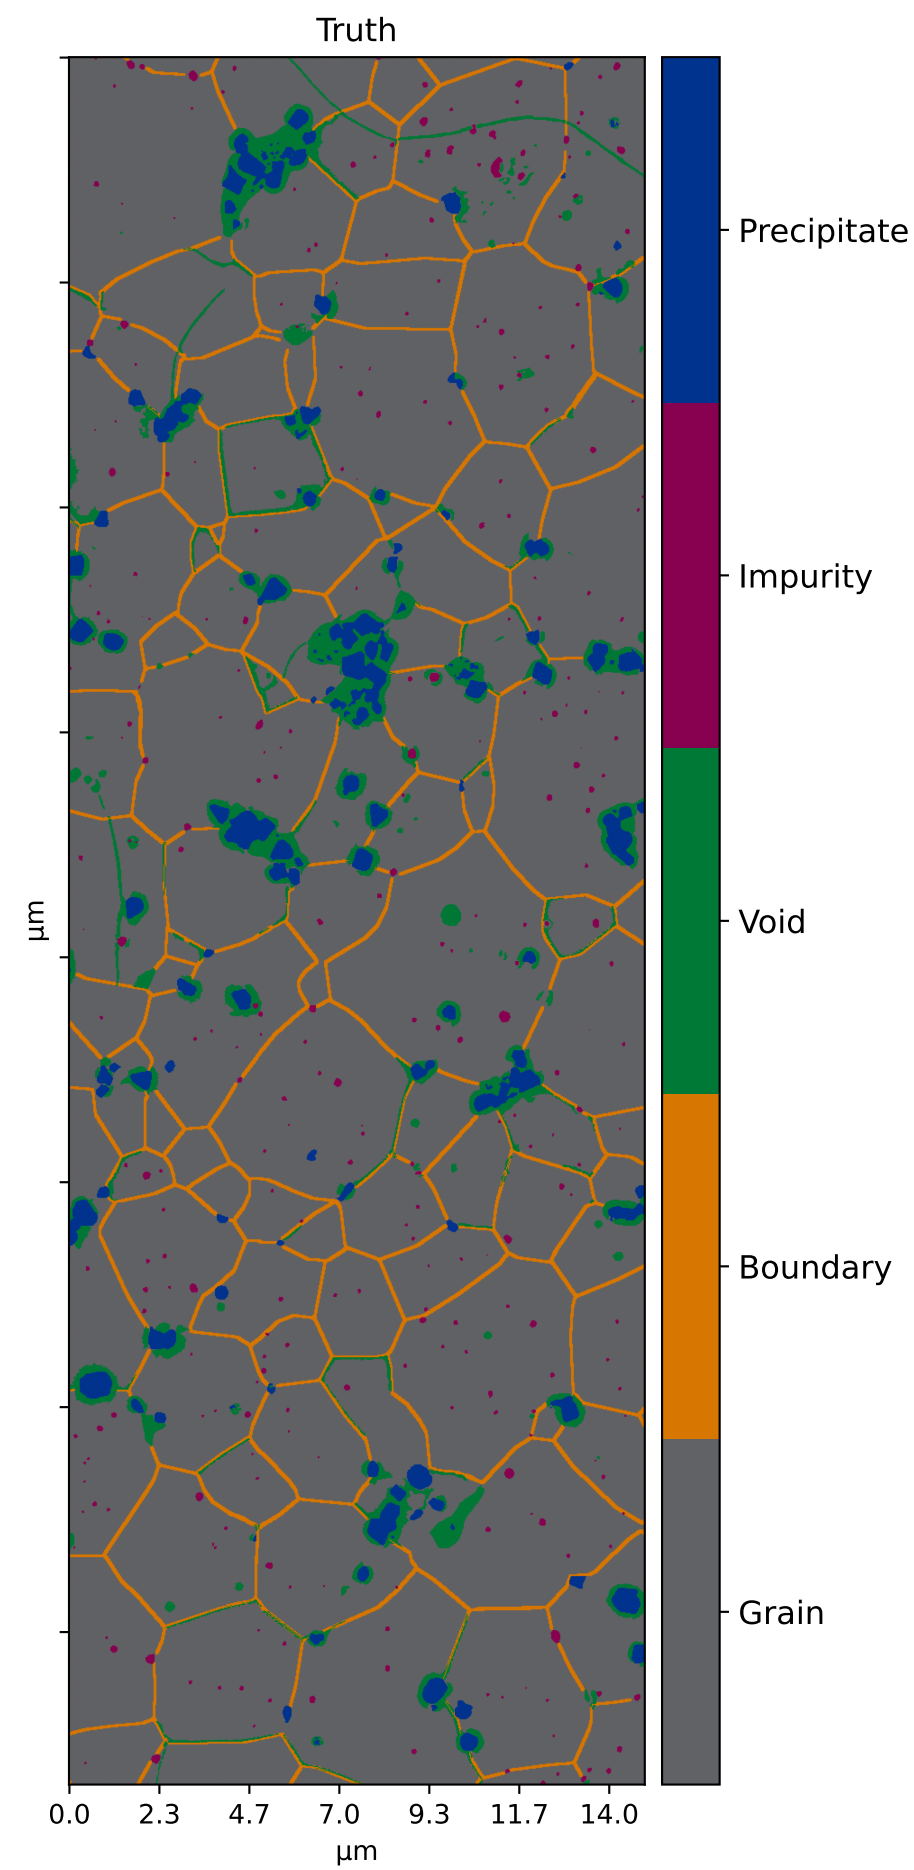 Truth
Precipitate
Impurity
Void
Boundary
Grain
µm
0.0 2.3 4.7 7.0 9.3 11.7 14.0
µm